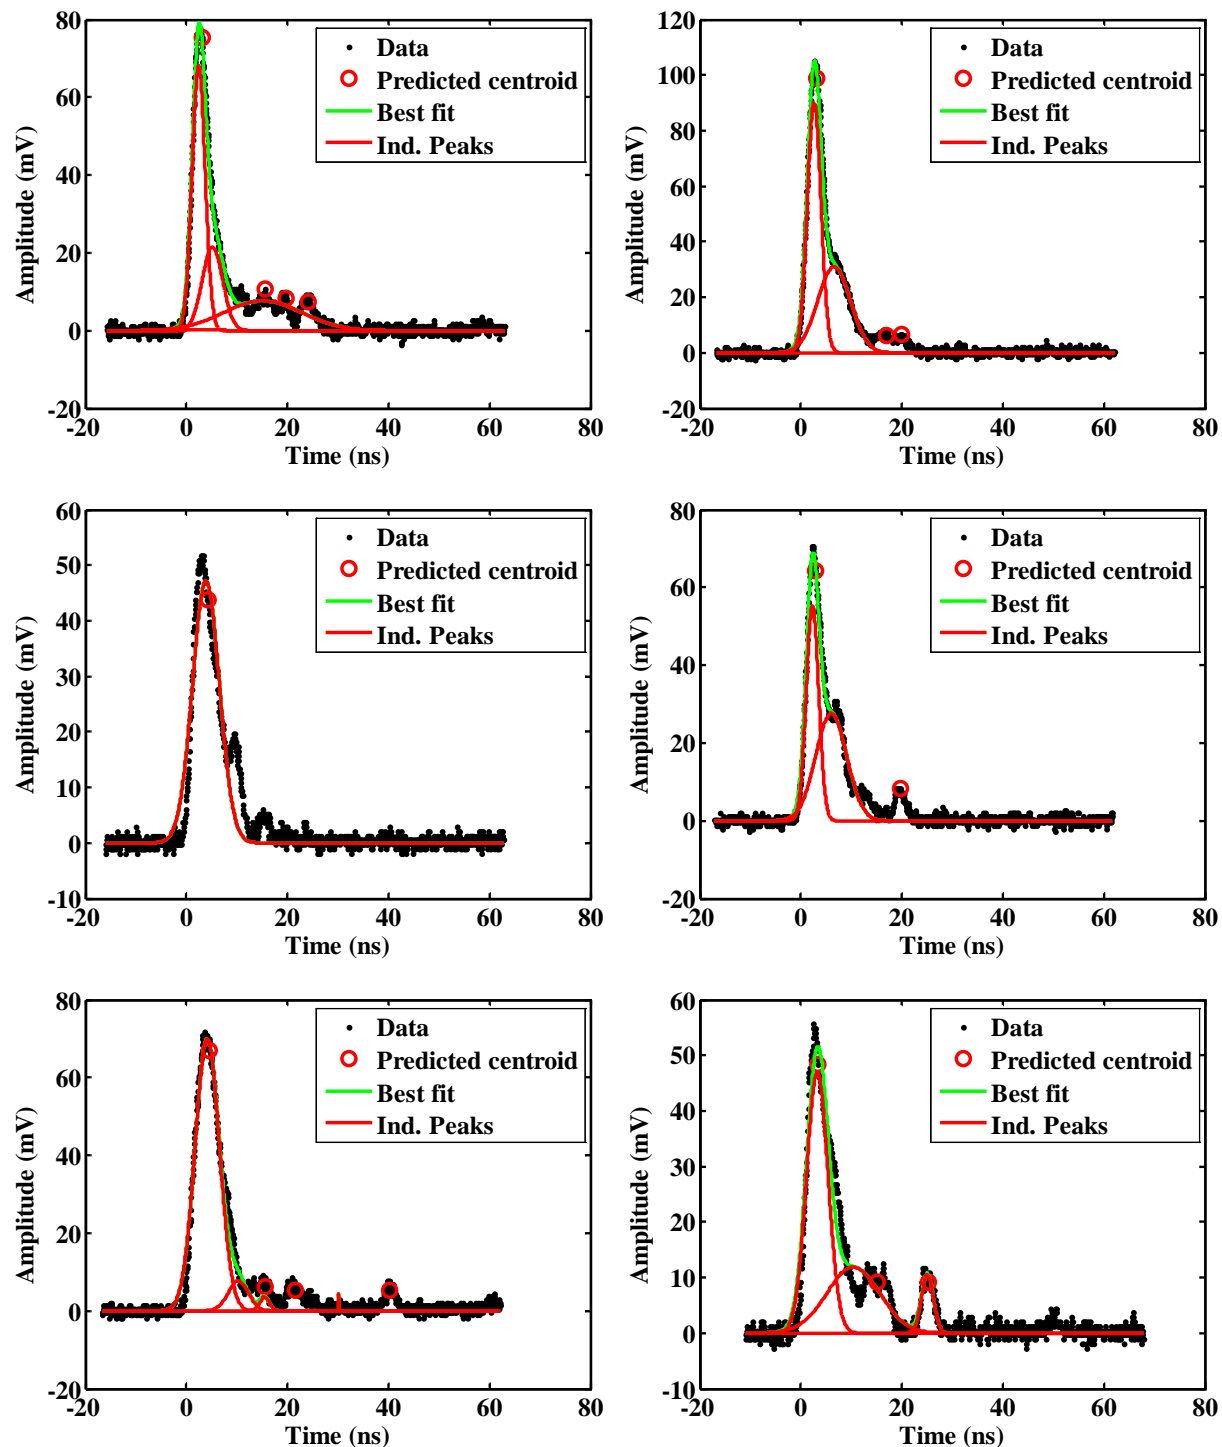 80
60
40
20
0
-20
-20 0 20 40 60 80
Amplitude (mV)
Time (ns)
Data
Predicted centroid
Best fit
Ind. Peaks
120
100
80
60
40
20
0
-20
-20 0 20 40 60 80
Amplitude (mV)
Time (ns)
Data
Predicted centroid
Best fit
Ind. Peaks
60
50
40
30
20
10
0
-10
-20 0 20 40 60 80
Amplitude (mV)
Time (ns)
Data
Predicted centroid
Best fit
Ind. Peaks
80
60
40
20
0
-20
-20 0 20 40 60 80
Amplitude (mV)
Time (ns)
Data
Predicted centroid
Best fit
Ind. Peaks
80
60
40
20
0
-20
-20 0 20 40 60 80
Amplitude (mV)
Time (ns)
Data
Predicted centroid
Best fit
Ind. Peaks
60
50
40
30
20
10
0
-10
-20 0 20 40 60 80
Amplitude (mV)
Time (ns)
Data
Predicted centroid
Best fit
Ind. Peaks